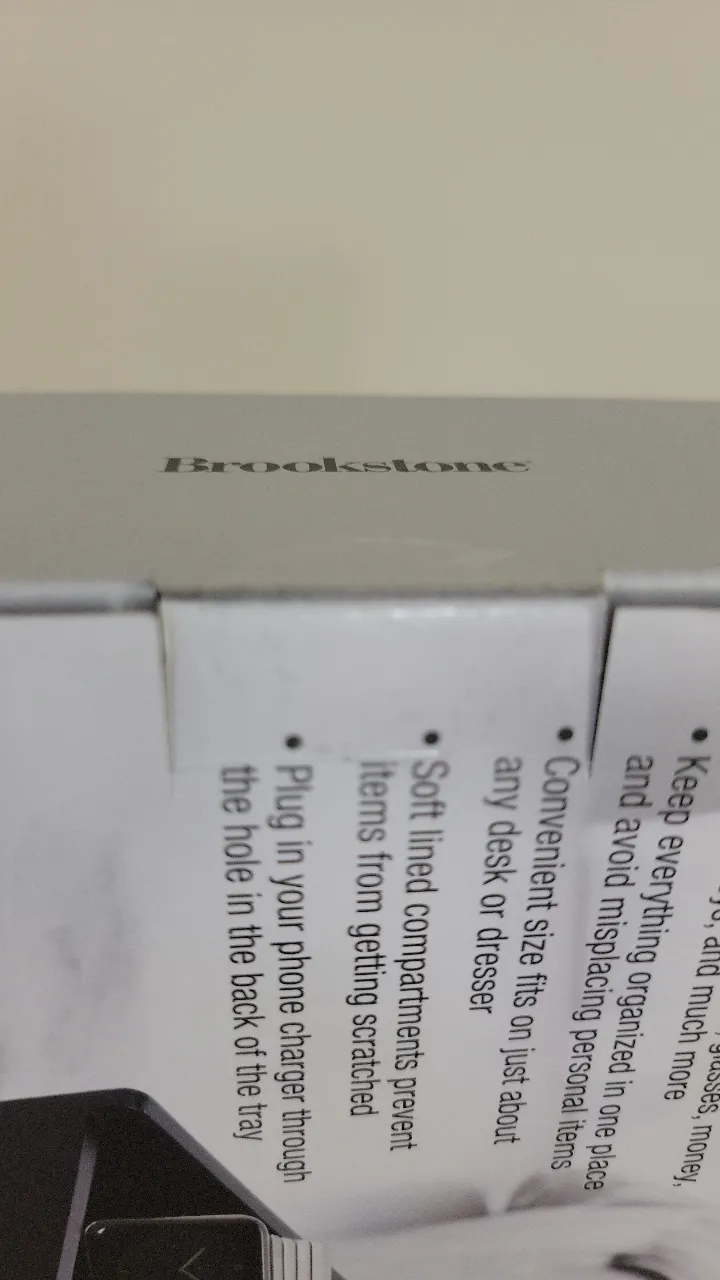 Brookstone
glasses, money,
and much more
• Keep everything organized in one place
and avoid misplacing personal items
• Convenient size fits on just about
any desk or dresser
• Soft lined compartments prevent
items from getting scratched
• Plug in your phone charger through
the hole in the back of the tray